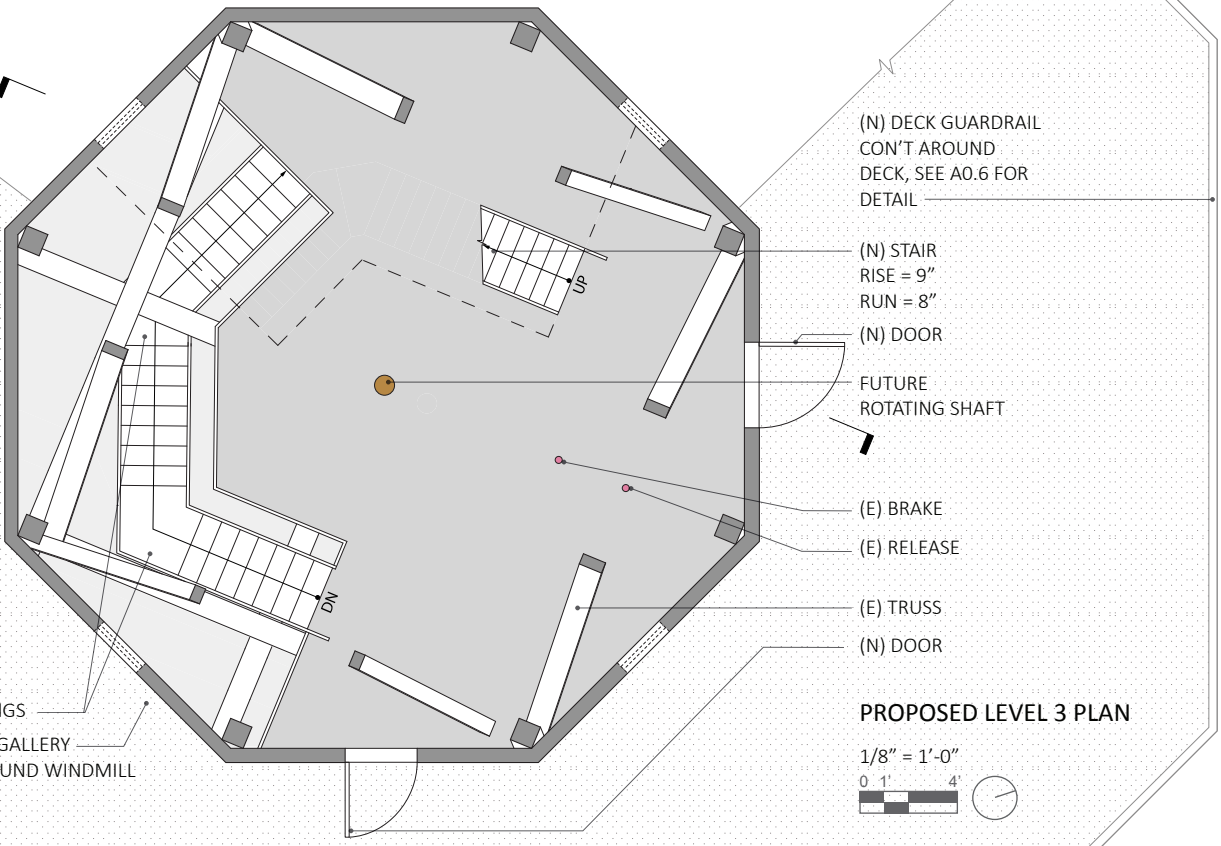 (N) DECK GUARDRAIL
CON’T AROUND
DECK, SEE A0.6 FOR
DETAIL
(N) STAIR
RISE = 9”
RUN = 8”
(N) DOOR
FUTURE
ROTATING SHAFT
(E) BRAKE
(E) RELEASE
(E) TRUSS
(N) DOOR
UP
DN
NGS
GALLERY
UND WINDMILL
PROPOSED LEVEL 3 PLAN
1/8” = 1’-0”
0 1' 4'